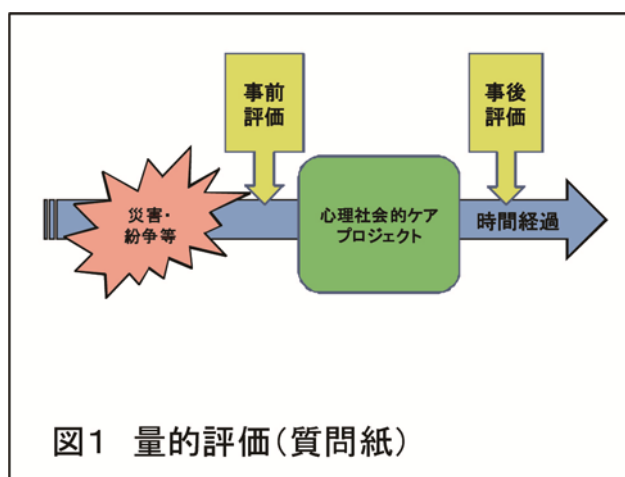 事前
評価
事後
評価
災害・
紛争等
心理社会的ケア
プロジェクト
時間経過
図1 量的評価(質問紙)